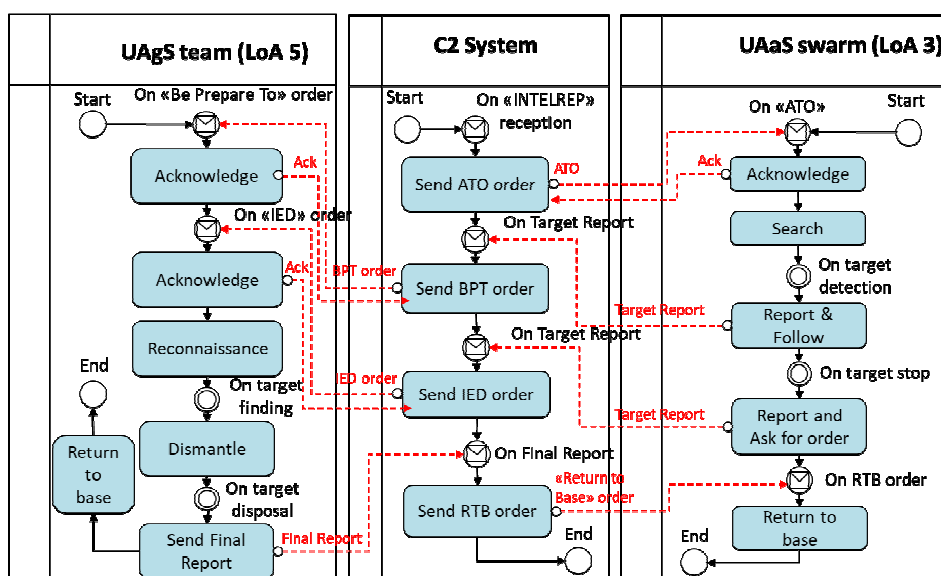 UAgS team (LoA 5)
Start
On «Be Prepare To» order
Acknowledge
Ack
On «IED» order
Acknowledge
Ack
Reconnaissance
On target
finding
End
Return
to
base
Dismantle
On target
disposal
Send Final
Report
Final Report
C2 System
Start
On «INTELREP»
reception
Send ATO order
ATO
On Target Report
BPT order
Send BPT order
On Target Report
IED order
Send IED order
On Final Report
«Return to
Base» order
Send RTB order
End
UAaS swarm (LoA 3)
On «ATO»
Start
Ack
Acknowledge
Search
On target
detection
Target Report
Report &
Follow
On target stop
Target Report
Report and
Ask for order
On RTB order
Return to
base
End